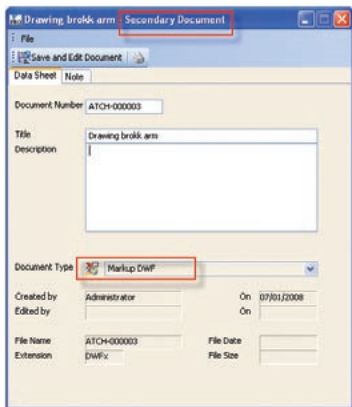 Drawing brokk arm - Secondary Document
File
Save and Edit Document
Data Sheet Note
Document Number ATCH-000003
Title Drawing brokk arm
Description
Document Type Markup DWF
Created by Administrator On 07/01/2008
Edited by On
File Name ATCH-000003 File Date
Extension DWFx File Size